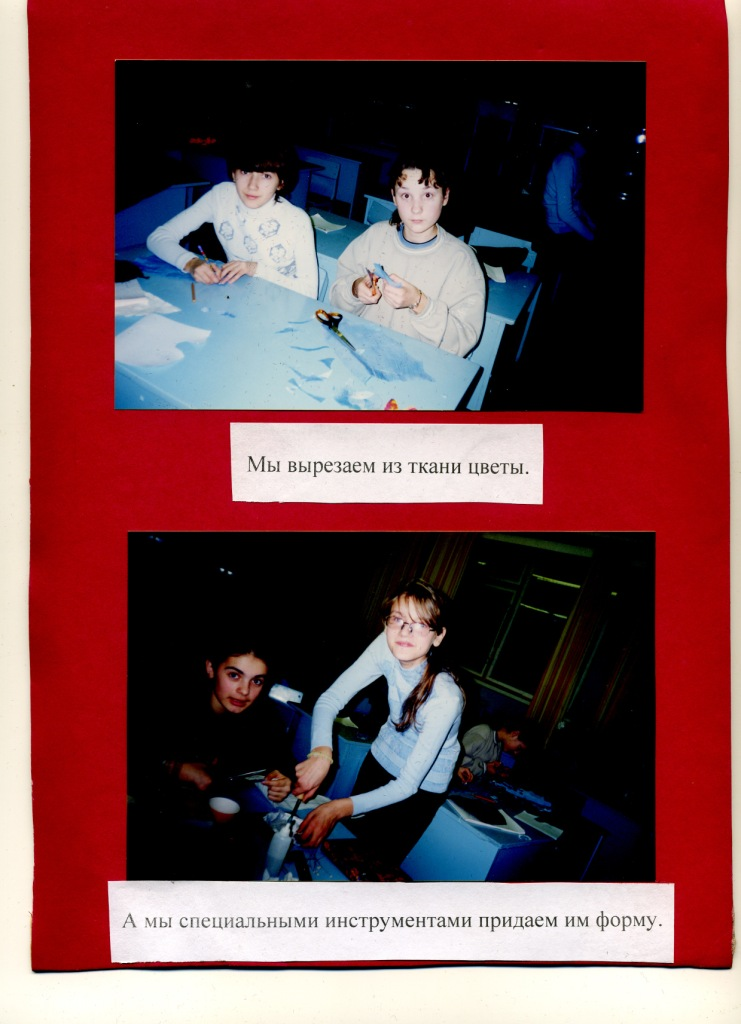 Мы вырезаем из ткани цветы.
А мы специальными инструментами придаем им форму.